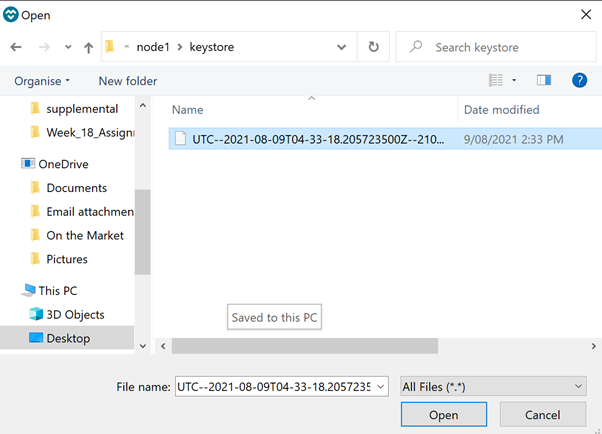 Open
« node1 > keystore
Search keystore
Organise
New folder
?
supplemental
Week_18_Assignn
OneDrive
Documents
Email attachmen
On the Market
Pictures
This PC
3D Objects
Desktop
Name
Date modified
UTC--2021-08-09T04-33-18.205723500Z--210...
9/08/2021 2:33 PM
Saved to this PC
File name:
UTC--2021-08-09T04-33-18.2057235
All Files (*.*)
Open
Cancel